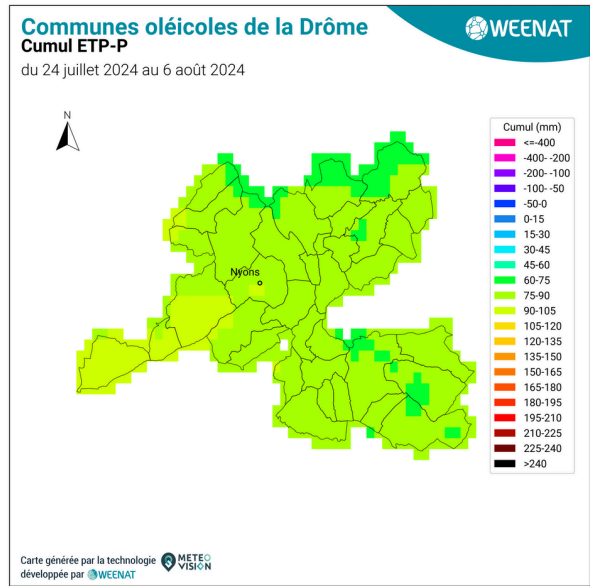 Communes oléicoles de la Drôme
Cumul ETP-P
du 24 juillet 2024 au 6 août 2024
WEENAT
N
Nyons
Cumul (mm)
<=-400
-400--200
-200--100
-100--50
-50-0
0-15
15-30
30-45
45-60
60-75
75-90
90-105
105-120
120-135
135-150
150-165
165-180
180-195
195-210
210-225
225-240
>240
Carte générée par la technologie METEO VISION
développée par WEENAT